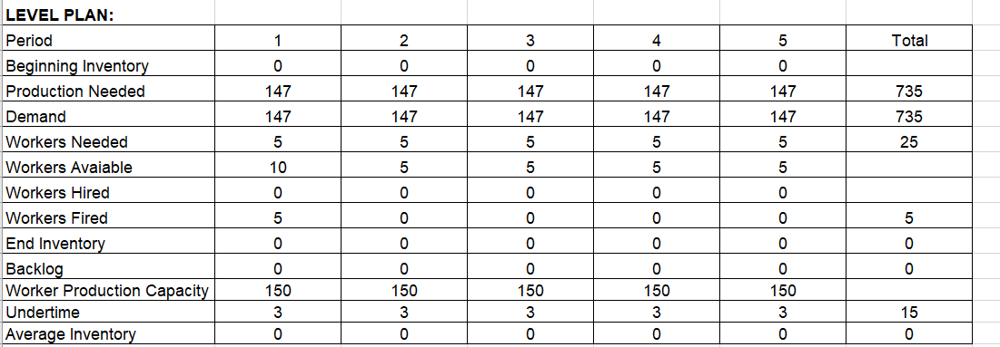 LEVEL PLAN:
Period 1 2 3 4 5 Total
Beginning Inventory 0 0 0 0 0
Production Needed 147 147 147 147 147 735
Demand 147 147 147 147 147 735
Workers Needed 5 5 5 5 5 25
Workers Avaiable 10 5 5 5 5
Workers Hired 0 0 0 0 0
Workers Fired 5 0 0 0 0 5
End Inventory 0 0 0 0 0 0
Backlog 0 0 0 0 0 0
Worker Production Capacity 150 150 150 150 150
Undertime 3 3 3 3 3 15
Average Inventory 0 0 0 0 0 0